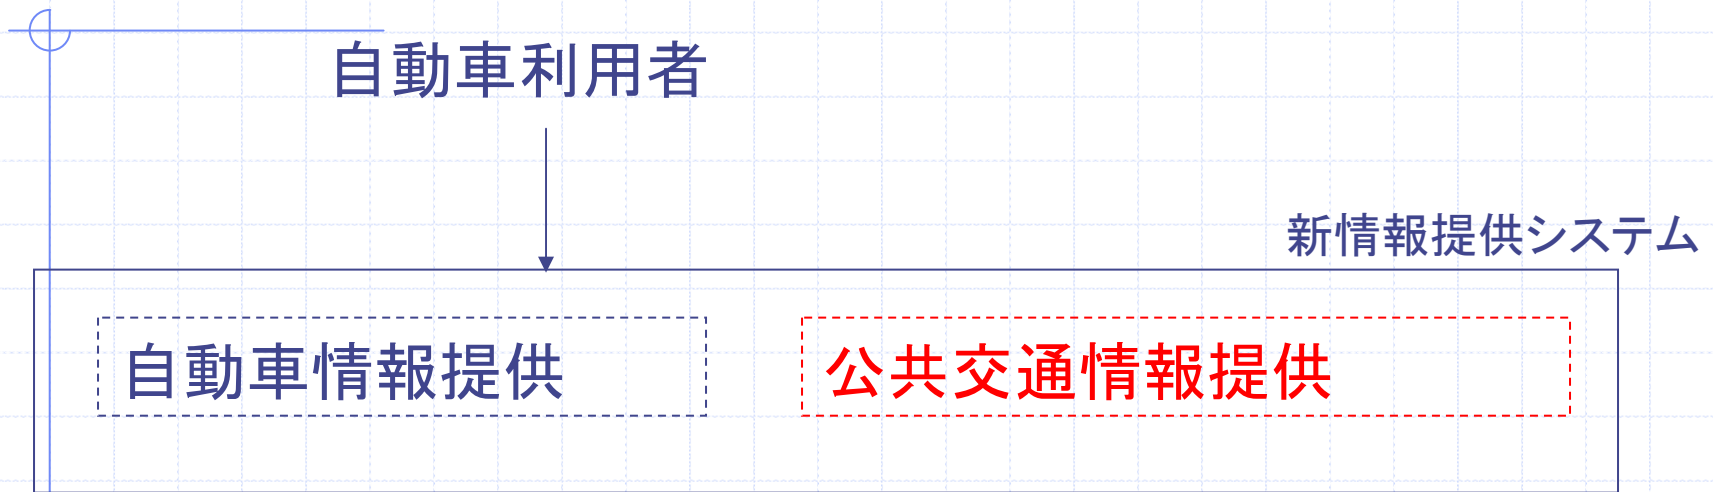 自動車利用者
新情報提供システム
自動車情報提供
公共交通情報提供